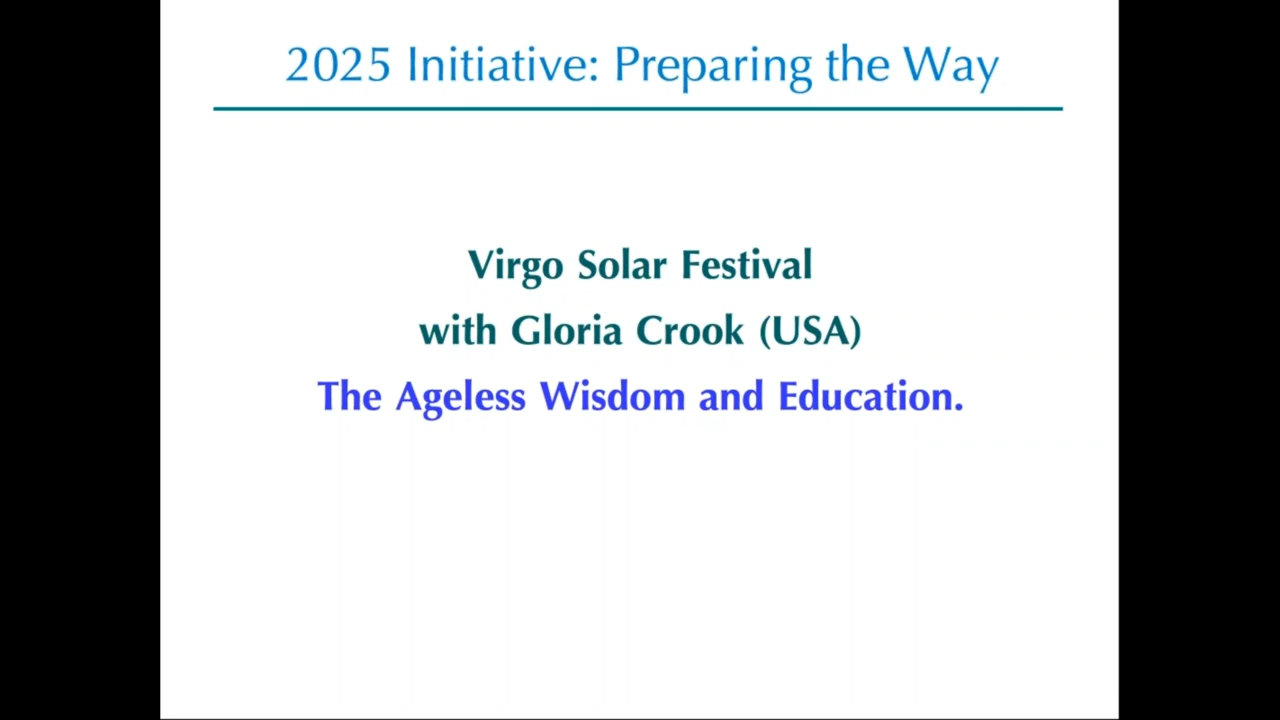 2025 Initiative: Preparing the Way
Virgo Solar Festival
with Gloria Crook (USA)
The Ageless Wisdom and Education.